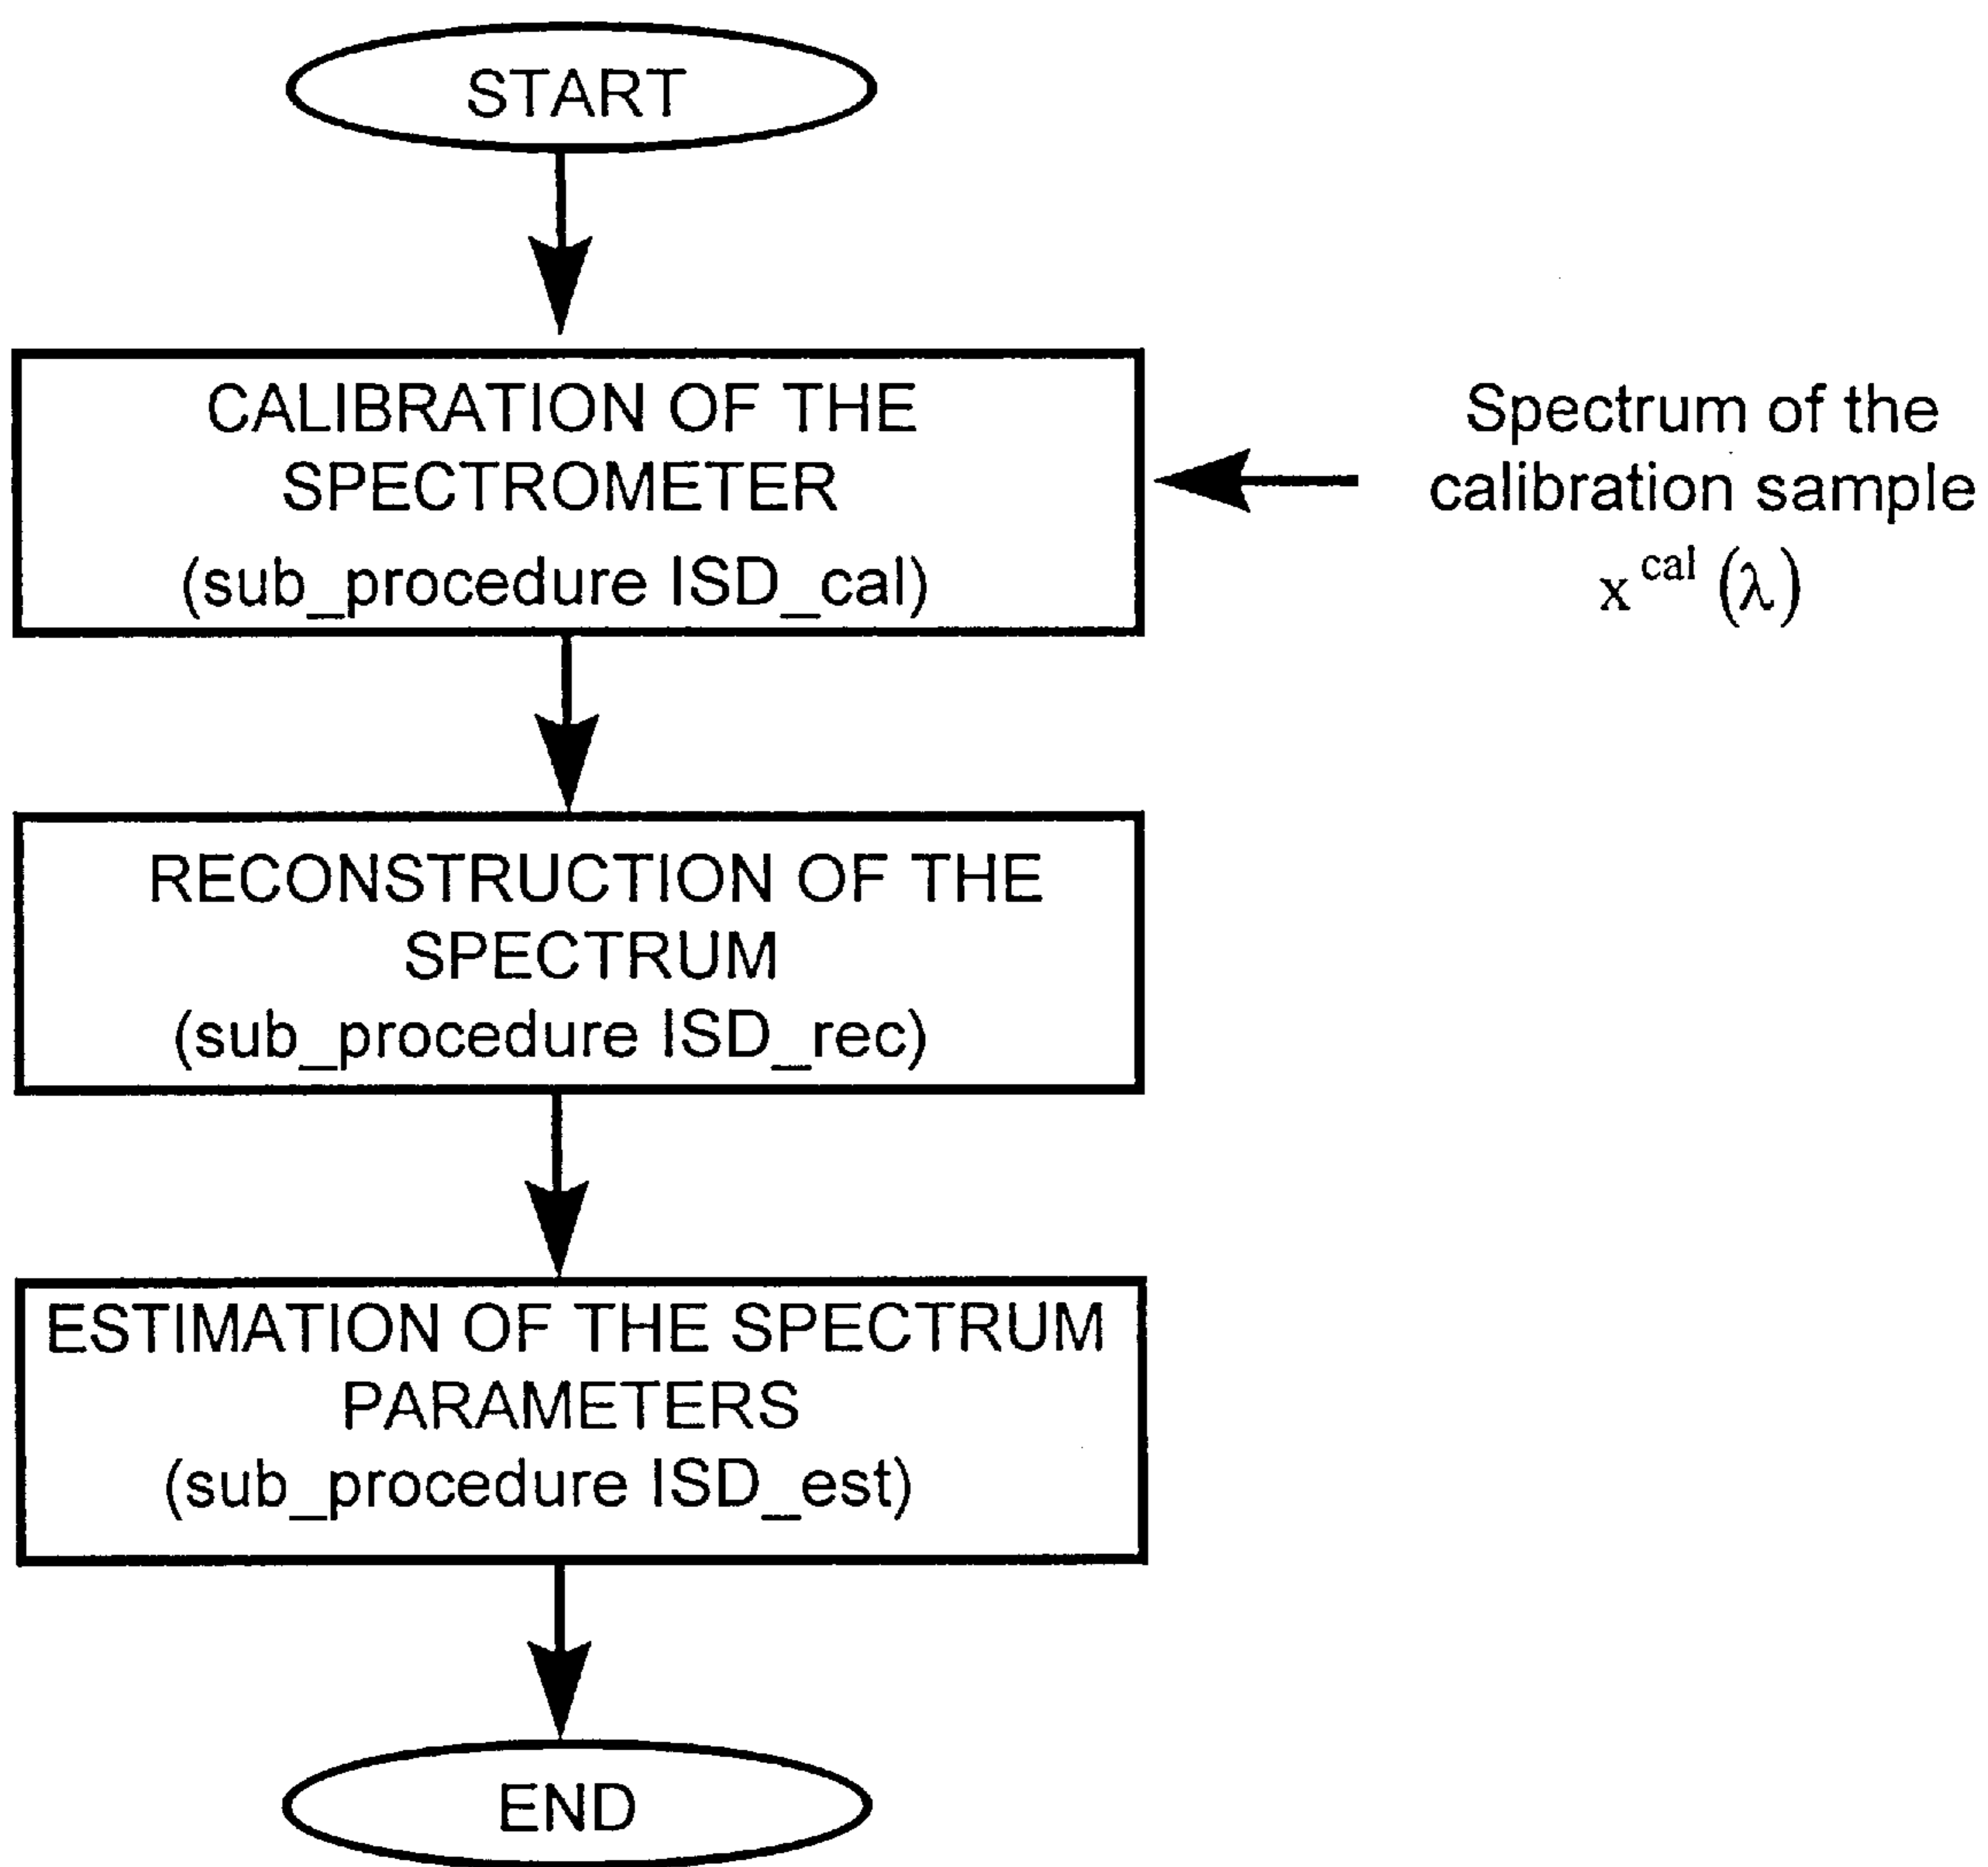 START
CALIBRATION OF THE
SPECTROMETER
(sub_procedure ISD_cal)
Spectrum of the
calibration sample
x^cal (λ)
RECONSTRUCTION OF THE
SPECTRUM
(sub_procedure ISD_rec)
ESTIMATION OF THE SPECTRUM
PARAMETERS
(sub_procedure ISD_est)
END